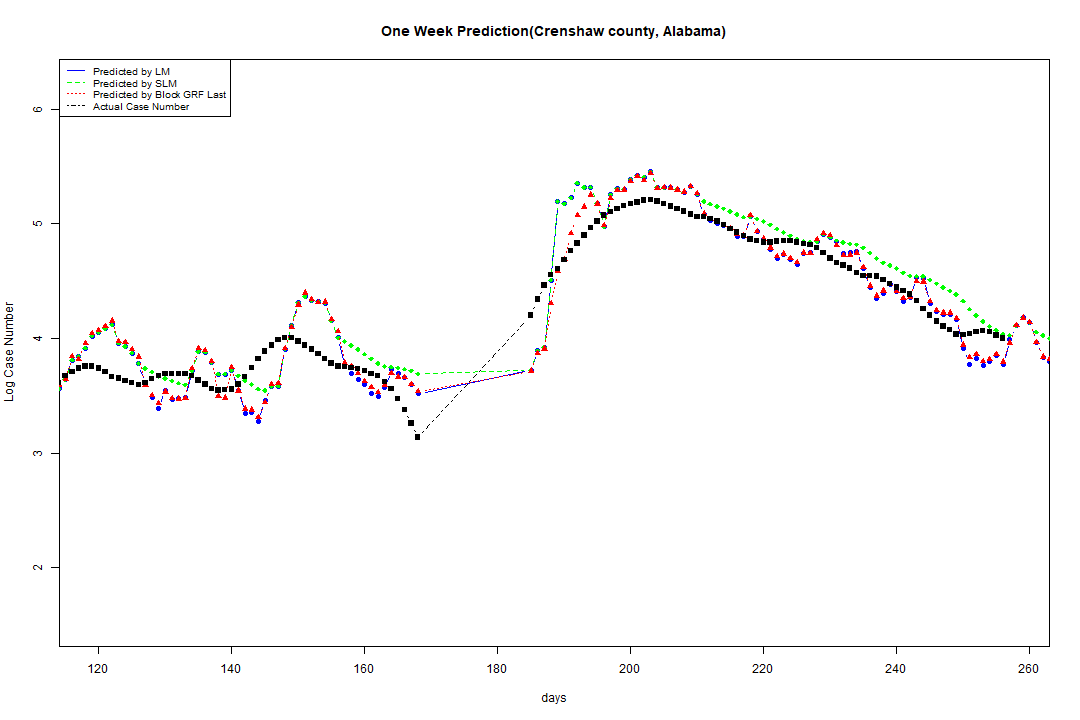 One Week Prediction(Crenshaw county, Alabama)
Predicted by LM
Predicted by SLM
Predicted by Block GRF Last
Actual Case Number
6
5
4
3
2
Log Case Number
120 140 160 180 200 220 240 260
days